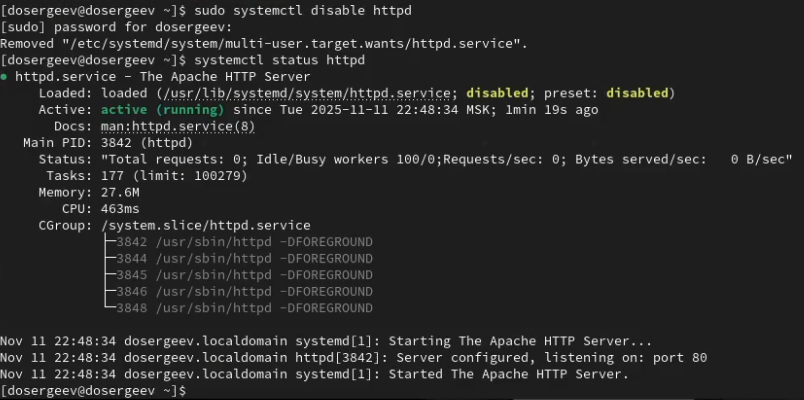 [dosergeev@dosergeev ~]$ sudo systemctl disable httpd
[sudo] password for dosergeev:
Removed "/etc/systemd/system/multi-user.target.wants/httpd.service".
[dosergeev@dosergeev ~]$ systemctl status httpd
● httpd.service - The Apache HTTP Server
     Loaded: loaded (/usr/lib/systemd/system/httpd.service; disabled; preset: disabled)
     Active: active (running) since Tue 2025-11-11 22:48:34 MSK; 1min 19s ago
       Docs: man:httpd.service(8)
   Main PID: 3842 (httpd)
     Status: "Total requests: 0; Idle/Busy workers 100/0;Requests/sec: 0; Bytes served/sec:   0 B/sec"
      Tasks: 177 (limit: 100279)
     Memory: 27.6M
        CPU: 463ms
     CGroup: /system.slice/httpd.service
             ├─3842 /usr/sbin/httpd -DFOREGROUND
             ├─3844 /usr/sbin/httpd -DFOREGROUND
             ├─3845 /usr/sbin/httpd -DFOREGROUND
             ├─3846 /usr/sbin/httpd -DFOREGROUND
             └─3848 /usr/sbin/httpd -DFOREGROUND

Nov 11 22:48:34 dosergeev.localdomain systemd[1]: Starting The Apache HTTP Server...
Nov 11 22:48:34 dosergeev.localdomain httpd[3842]: Server configured, listening on: port 80
Nov 11 22:48:34 dosergeev.localdomain systemd[1]: Started The Apache HTTP Server.
[dosergeev@dosergeev ~]$